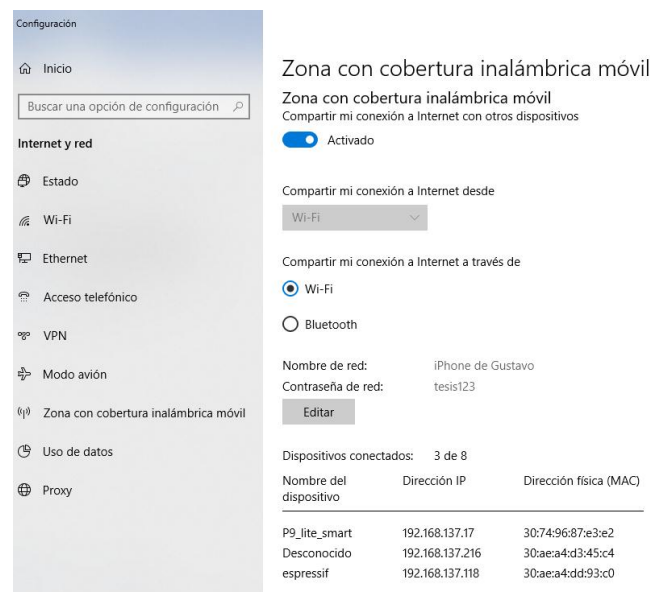 Configuración
Inicio
Buscar una opción de configuración
Internet y red
Estado
Wi-Fi
Ethernet
Acceso telefónico
VPN
Modo avión
Zona con cobertura inalámbrica móvil
Uso de datos
Proxy
Zona con cobertura inalámbrica móvil
Zona con cobertura inalámbrica móvil
Compartir mi conexión a Internet con otros dispositivos
Activado
Compartir mi conexión a Internet desde
Wi-Fi
Compartir mi conexión a Internet a través de
Wi-Fi
Bluetooth
Nombre de red: iPhone de Gustavo
Contraseña de red: tesis123
Editar
Dispositivos conectados: 3 de 8
Nombre del dispositivo Dirección IP Dirección física (MAC)
P9_lite_smart 192.168.137.17 30:74:96:87:e3:e2
Desconocido 192.168.137.216 30:ae:a4:d3:45:c4
espressif 192.168.137.118 30:ae:a4:dd:93:c0